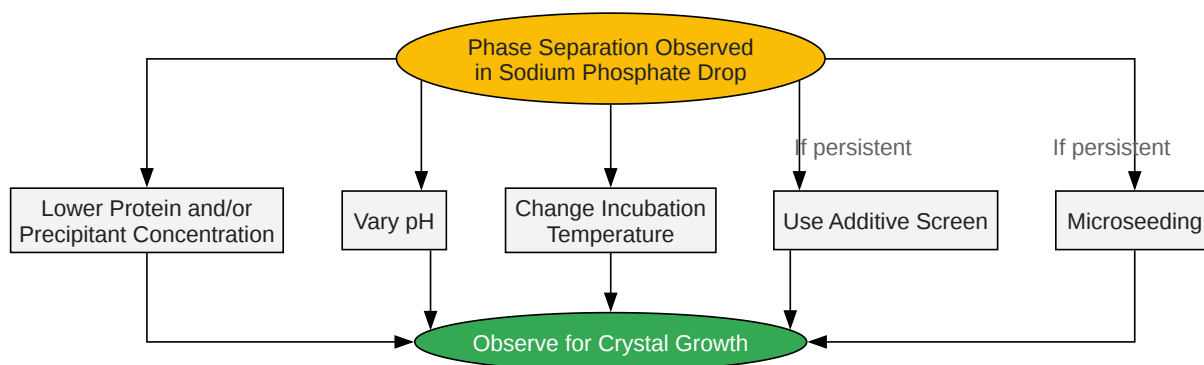 Phase Separation Observed
in Sodium Phosphate Drop
If persistent
If persistent
Lower Protein and/or
Precipitant Concentration
Vary pH
Change Incubation
Temperature
Use Additive Screen
Microseeding
Observe for Crystal Growth